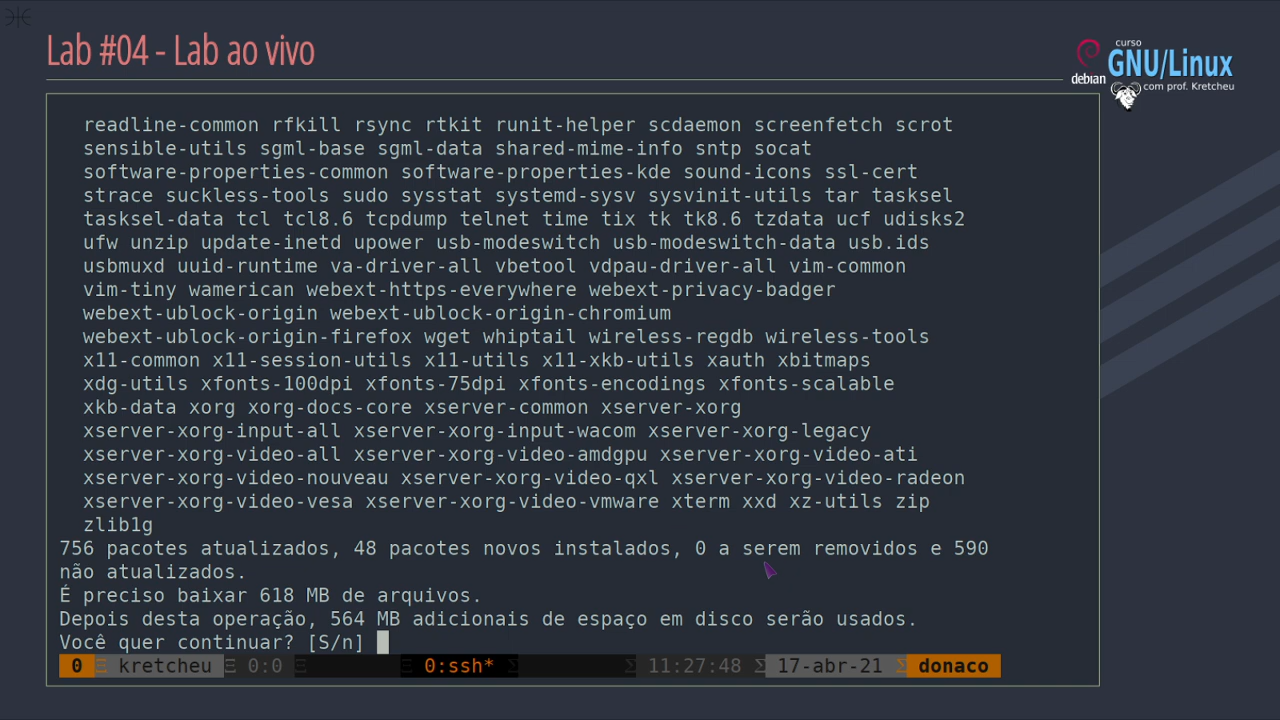 Lab #04 - Lab ao vivo
curso
GNU/Linux
debian
com prof. Kretcheu
readline-common rfkill rsync rtkit runit-helper scdaemon screenfetch scrot
sensible-utils sgml-base sgml-data shared-mime-info sntp socat
software-properties-common software-properties-kde sound-icons ssl-cert
strace suckless-tools sudo sysstat systemd-sysv sysvinit-utils tar tasksel
tasksel-data tcl tcl8.6 tcpdump telnet time tix tk tk8.6 tzdata ucf udisks2
ufw unzip update-inetd upower usb-modeswitch usb-modeswitch-data usb.ids
usbmuxd uuid-runtime va-driver-all vbetool vdpau-driver-all vim-common
vim-tiny wamerican webext-https-everywhere webext-privacy-badger
webext-ublock-origin webext-ublock-origin-chromium
webext-ublock-origin-firefox wget whiptail wireless-regdb wireless-tools
x11-common x11-session-utils x11-utils x11-xkb-utils xauth xbitmaps
xdg-utils xfonts-100dpi xfonts-75dpi xfonts-encodings xfonts-scalable
xkb-data xorg xorg-docs-core xserver-common xserver-xorg
xserver-xorg-input-all xserver-xorg-input-wacom xserver-xorg-legacy
xserver-xorg-video-all xserver-xorg-video-amdgpu xserver-xorg-video-ati
xserver-xorg-video-nouveau xserver-xorg-video-qxl xserver-xorg-video-radeon
xserver-xorg-video-vesa xserver-xorg-video-vmware xterm xxd xz-utils zip
zlib1g
756 pacotes atualizados, 48 pacotes novos instalados, 0 a serem removidos e 590
não atualizados.
É preciso baixar 618 MB de arquivos.
Depois desta operação, 564 MB adicionais de espaço em disco serão usados.
Você quer continuar? [S/n]
0 Ξ kretcheu Ξ 0:0 Ξ 0:ssh* Σ Σ 11:27:48 Σ 17-abr-21 Σ donaco